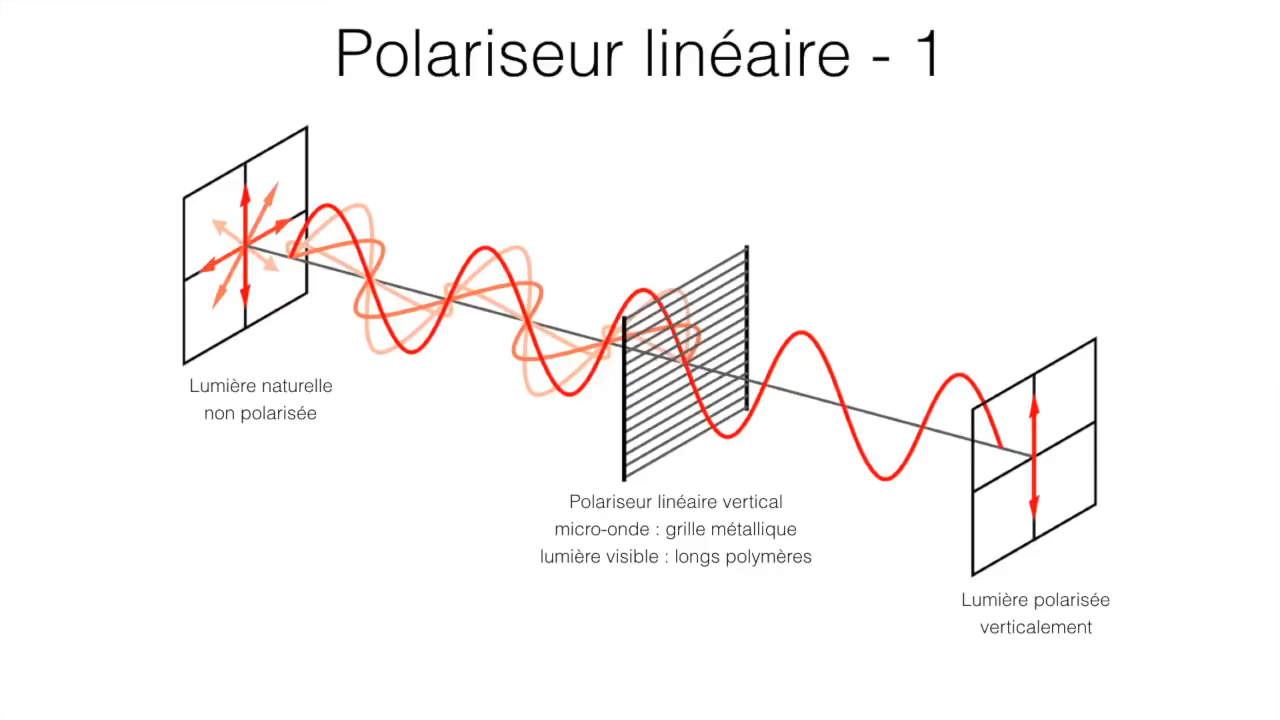 Polariseur linéaire - 1
Lumière naturelle
non polarisée
Polariseur linéaire vertical
micro-onde : grille métallique
lumière visible : longs polymères
Lumière polarisée
verticalement